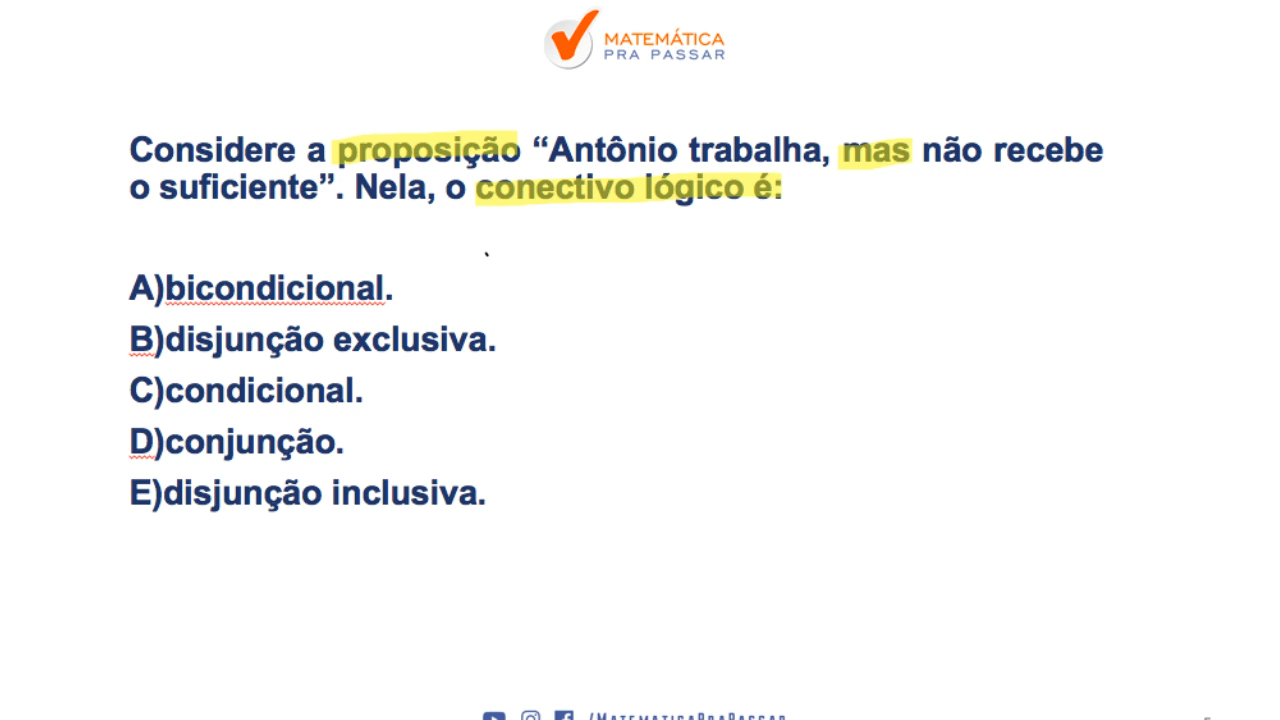 MATEMÁTICA
PRA PASSAR
Considere a proposição “Antônio trabalha, mas não recebe
o suficiente”. Nela, o conectivo lógico é:
A)bicondicional.
B)disjunção exclusiva.
C)condicional.
D)conjunção.
E)disjunção inclusiva.
/MATEMATICAPRAPASSAR